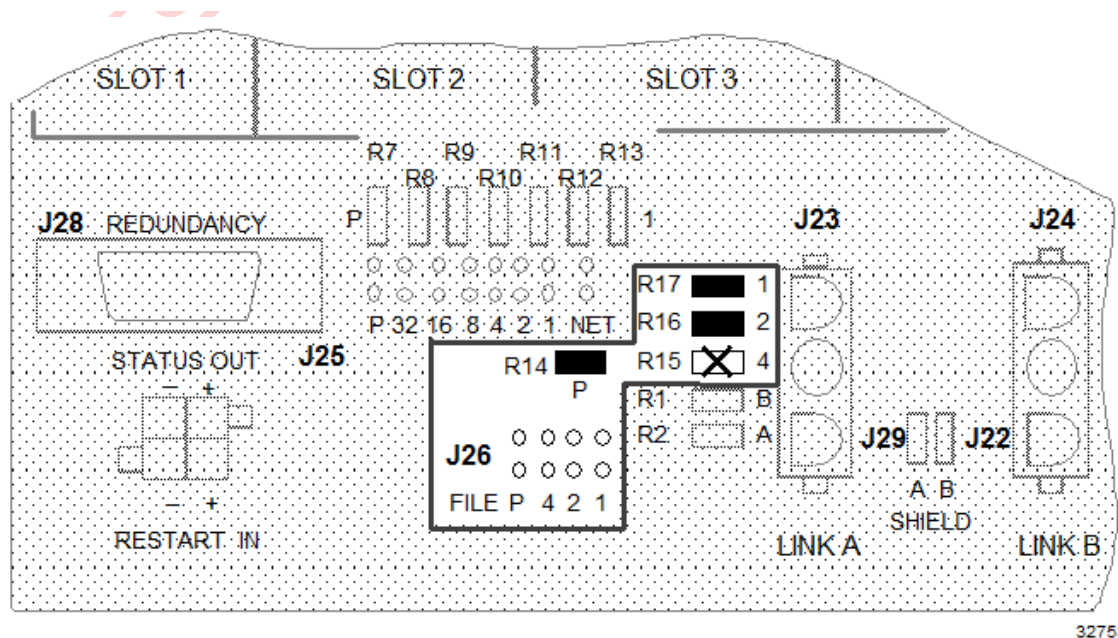 SLOT 1 SLOT 2 SLOT 3
R7 R9 R11 R13
R8 R10 R12
P 1
J28 REDUNDANCY J23 J24
R17 1
P 32 16 8 4 2 1 NET R16 2
STATUS OUT J25 R14 R15 4
– + P R1 B
R2 A
J26 J29 J22
FILE P 4 2 1 A B
– + SHIELD
RESTART IN LINK A LINK B
3275